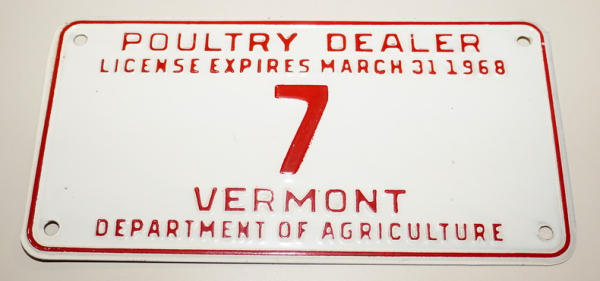 POULTRY DEALER
LICENSE EXPIRES MARCH 31 1968
7
VERMONT
DEPARTMENT OF AGRICULTURE